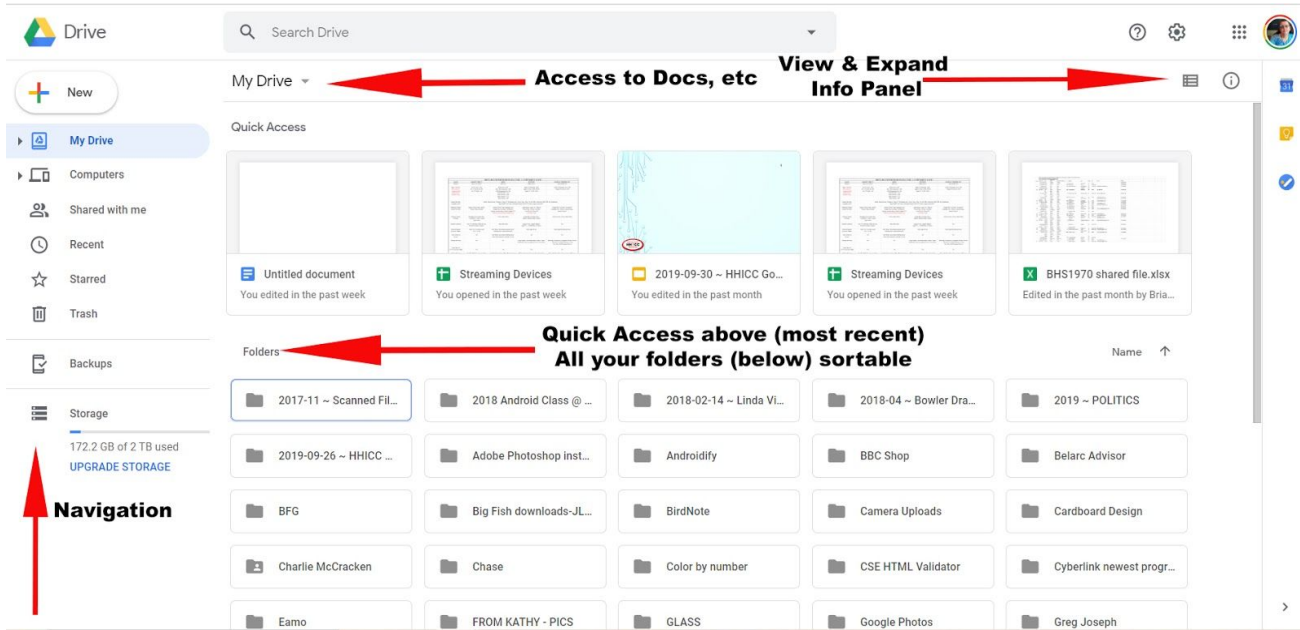 Drive
Search Drive
New
My Drive
Access to Docs, etc
View & Expand
Info Panel
31
My Drive
Computers
Shared with me
Recent
Starred
Trash
Backups
Storage
172.2 GB of 2 TB used
UPGRADE STORAGE
Navigation
Quick Access
HHICC
Untitled document
You edited in the past week
Streaming Devices
You opened in the past week
2019-09-30 ~ HHICC Go...
You edited in the past month
Streaming Devices
You opened in the past week
X
BHS1970 shared file.xlsx
Edited in the past month by Bria...
Quick Access above (most recent)
All your folders (below) sortable
Folders
Name
2017-11 ~ Scanned Fil...
2018 Android Class @ ...
2018-02-14 ~ Linda Vi...
2018-04 ~ Bowler Dra...
2019 ~ POLITICS
2019-09-26 ~ HHICC ...
Adobe Photoshop inst...
Androidify
BBC Shop
Belarc Advisor
BFG
Big Fish downloads-JL...
BirdNote
Camera Uploads
Cardboard Design
Charlie McCracken
Chase
Color by number
CSE HTML Validator
Cyberlink newest progr...
Eamo
FROM KATHY - PICS
GLASS
Google Photos
Greg Joseph